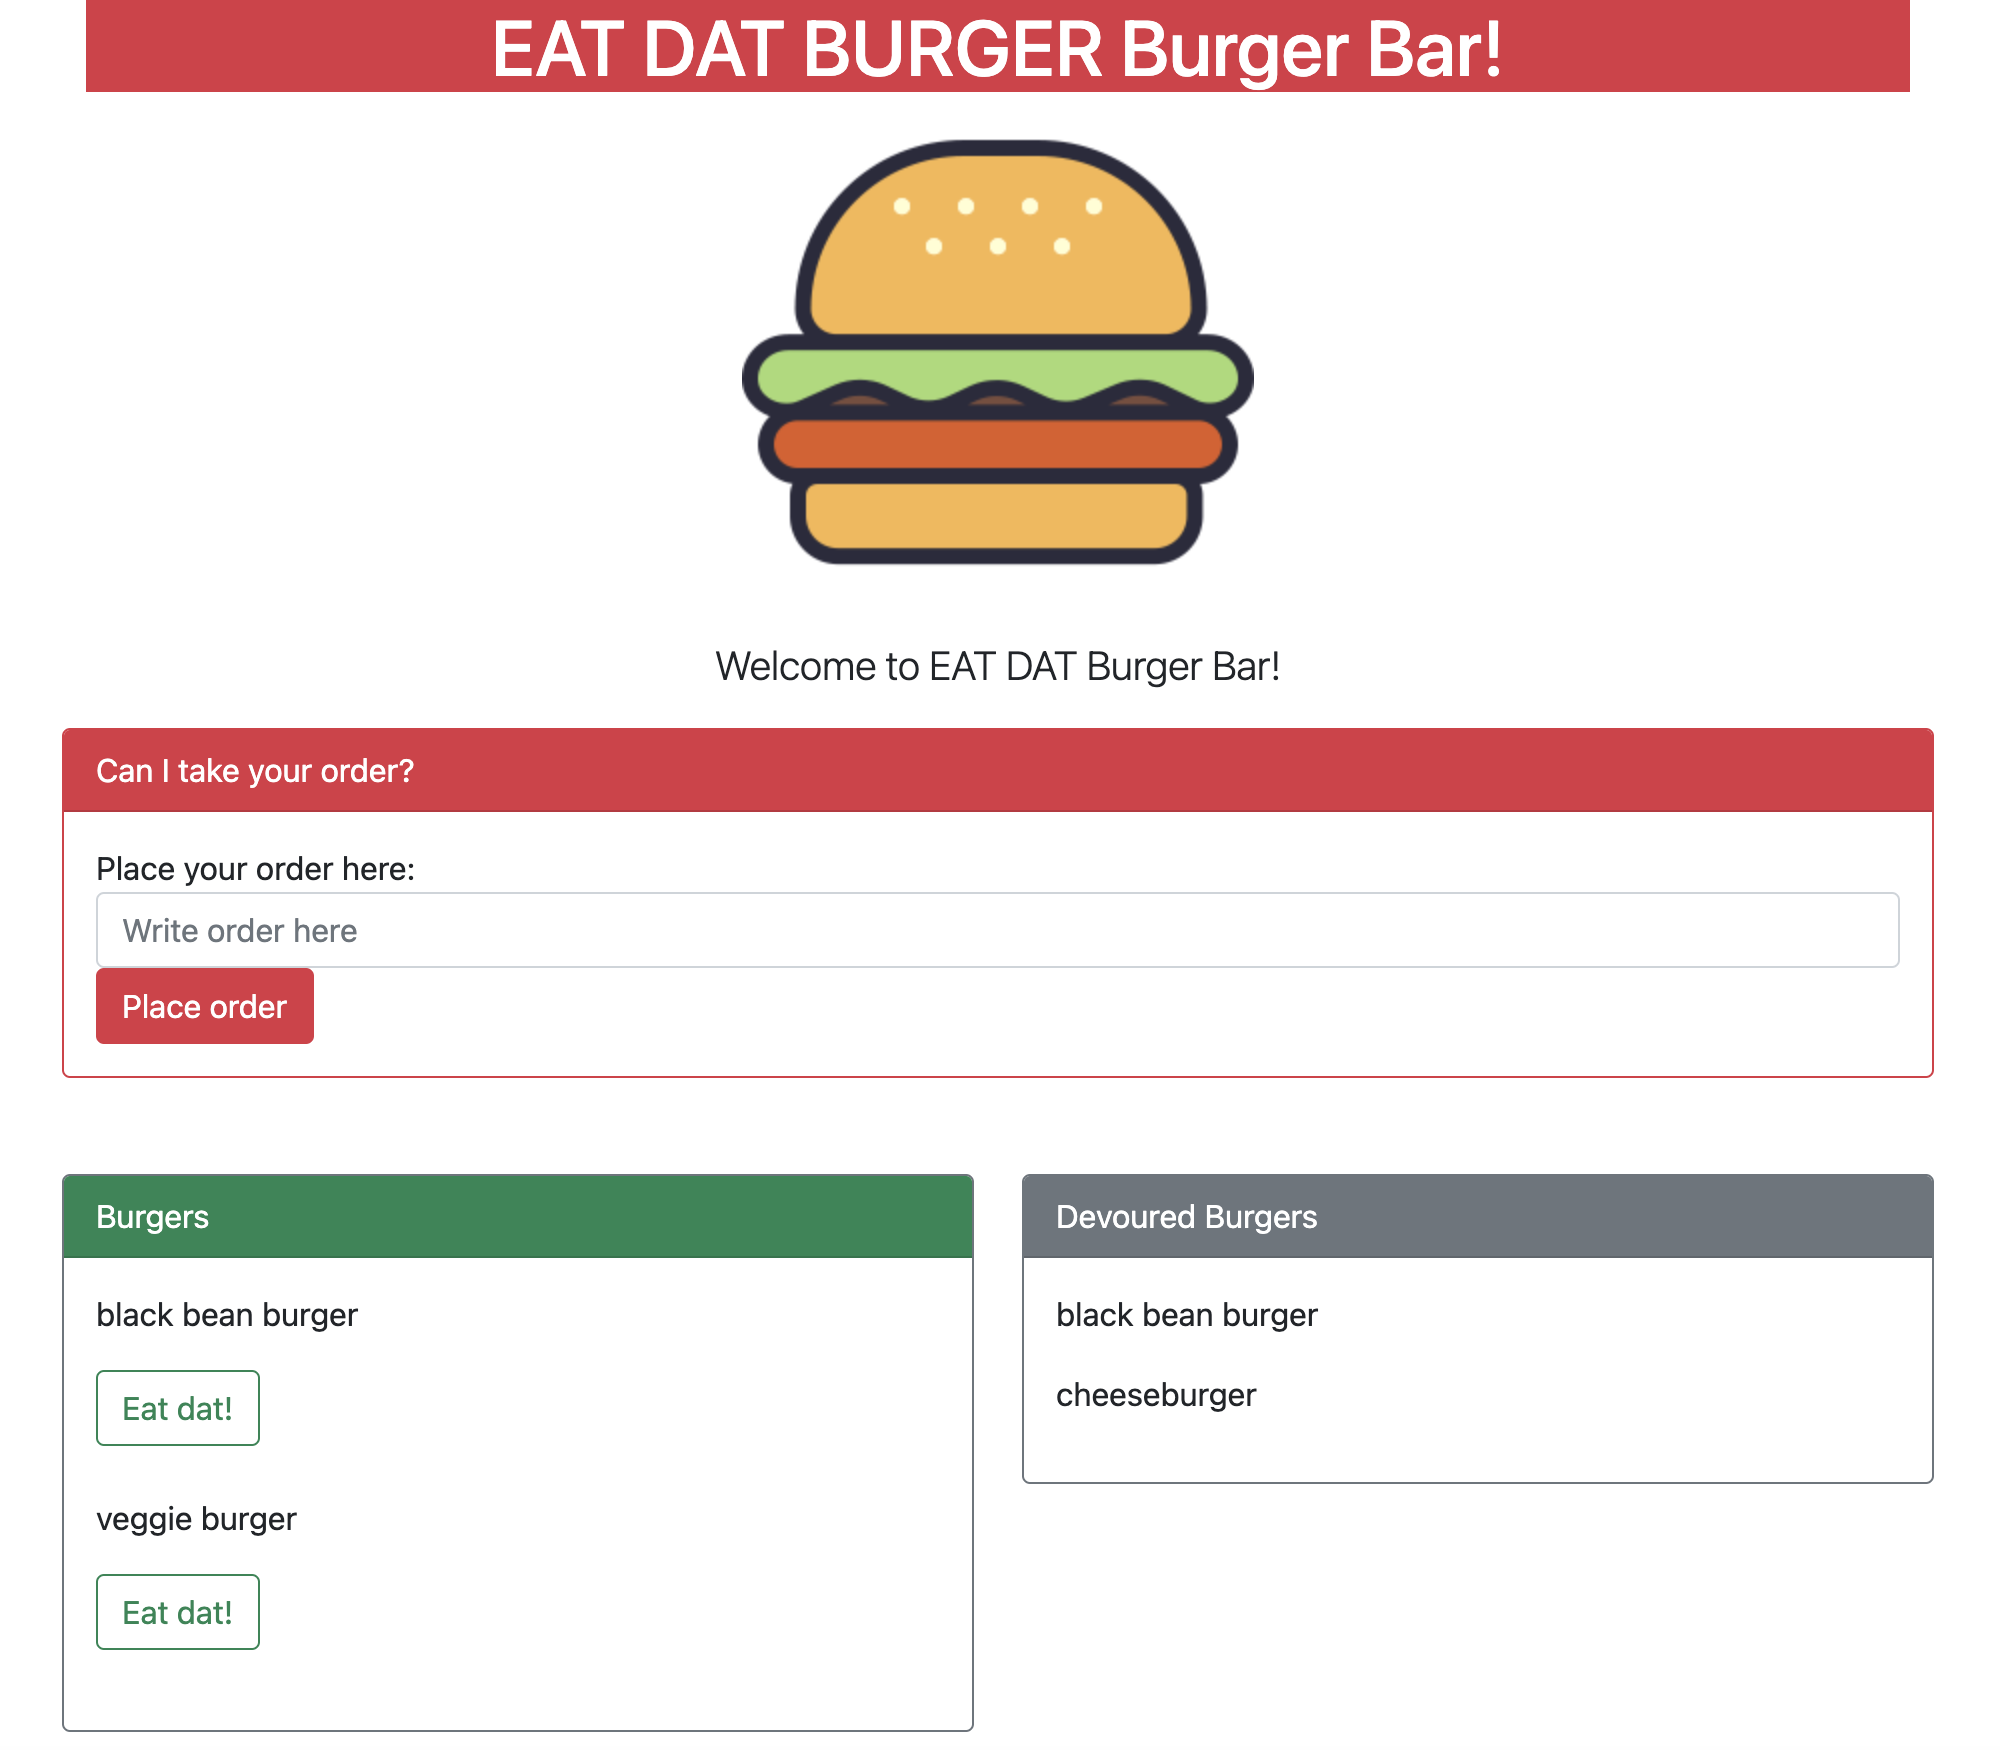 EAT DAT BURGER Burger Bar!
Welcome to EAT DAT Burger Bar!
Can I take your order?
Place your order here:
Write order here
Place order
Burgers
black bean burger
Eat dat!
veggie burger
Eat dat!
Devoured Burgers
black bean burger
cheeseburger